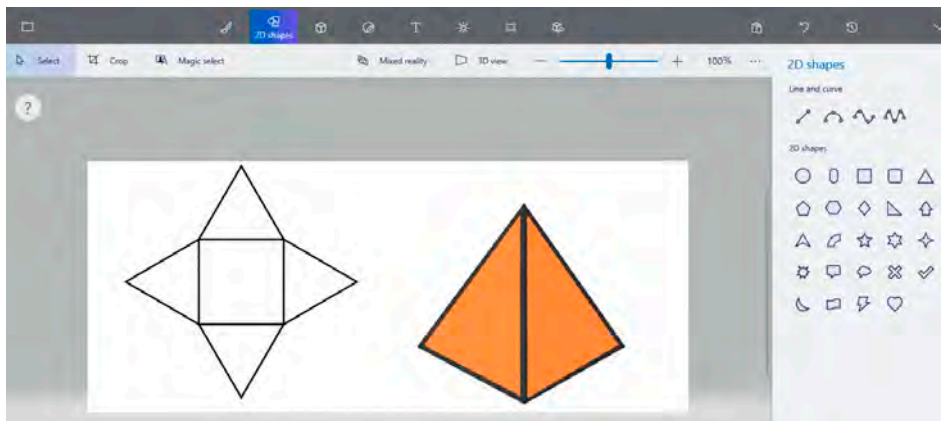 2D shapes
Select Crop Magic select Mixed reality 3D view 100%
2D shapes
Line and curve
2D shapes
?